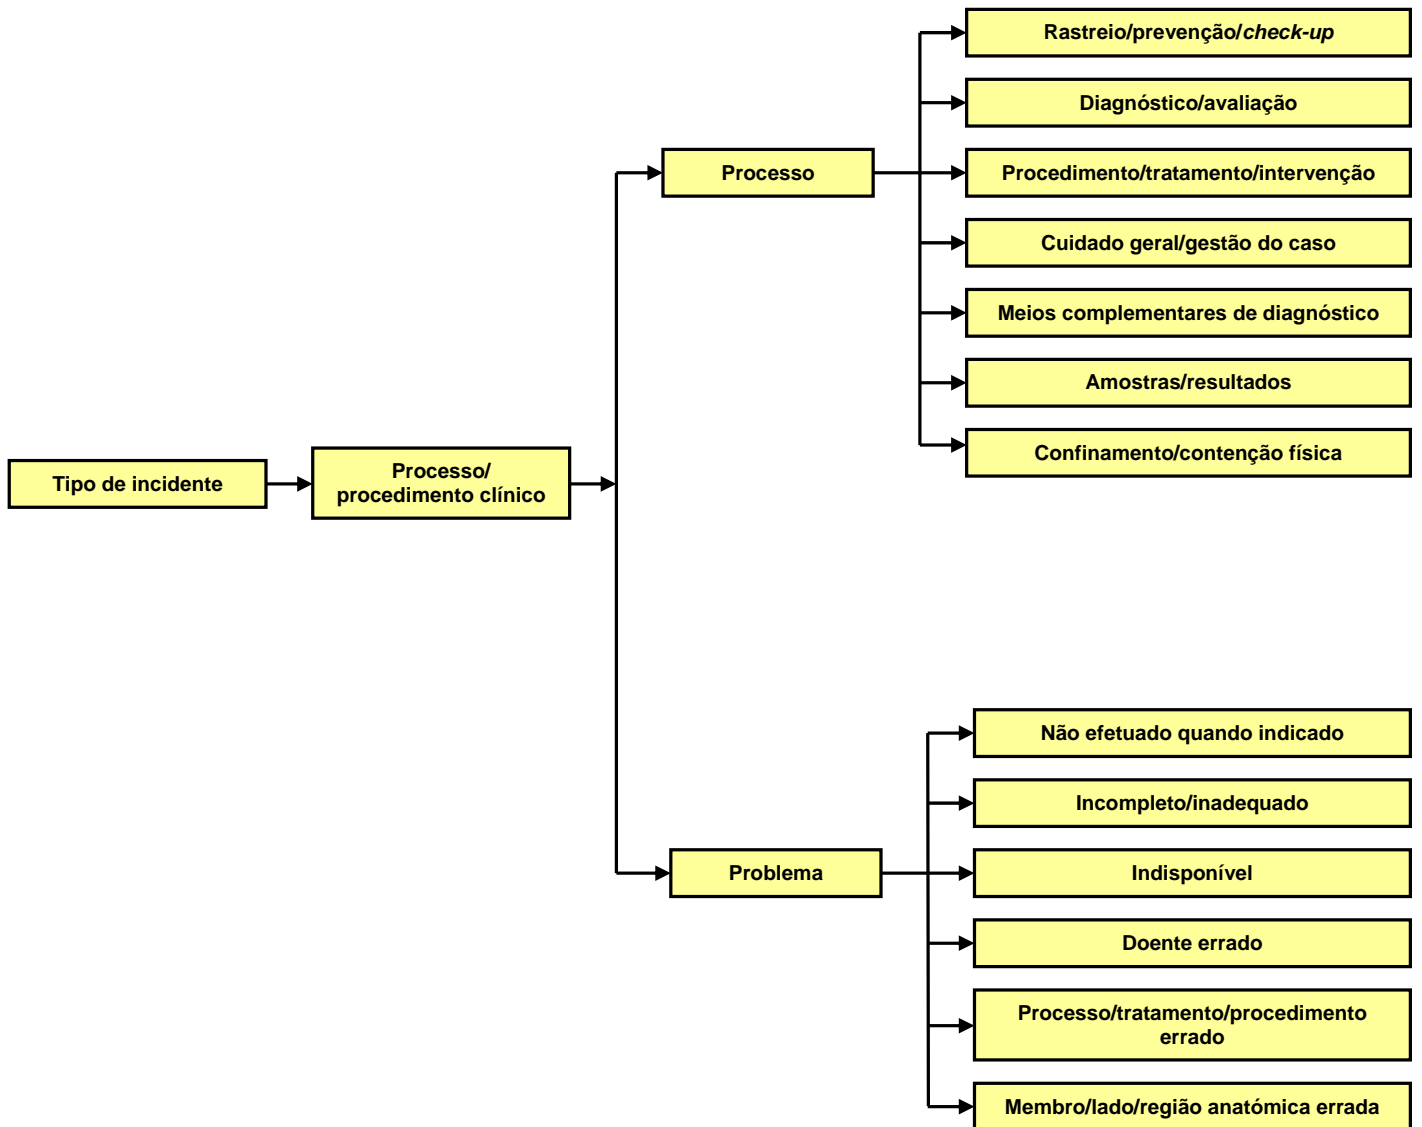 Tipo de incidente
Processo/
procedimento clínico
Processo
Rastreio/prevenção/check-up
Diagnóstico/avaliação
Procedimento/tratamento/intervenção
Cuidado geral/gestão do caso
Meios complementares de diagnóstico
Amostras/resultados
Confinamento/contenção física
Problema
Não efetuado quando indicado
Incompleto/inadequado
Indisponível
Doente errado
Processo/tratamento/procedimento
errado
Membro/lado/região anatómica errada